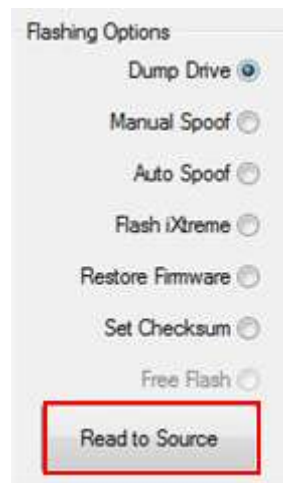 Flashing Options
Dump Drive
Manual Spoof
Auto Spoof
Flash iXtreme
Restore Firmware
Set Checksum
Free Flash
Read to Source